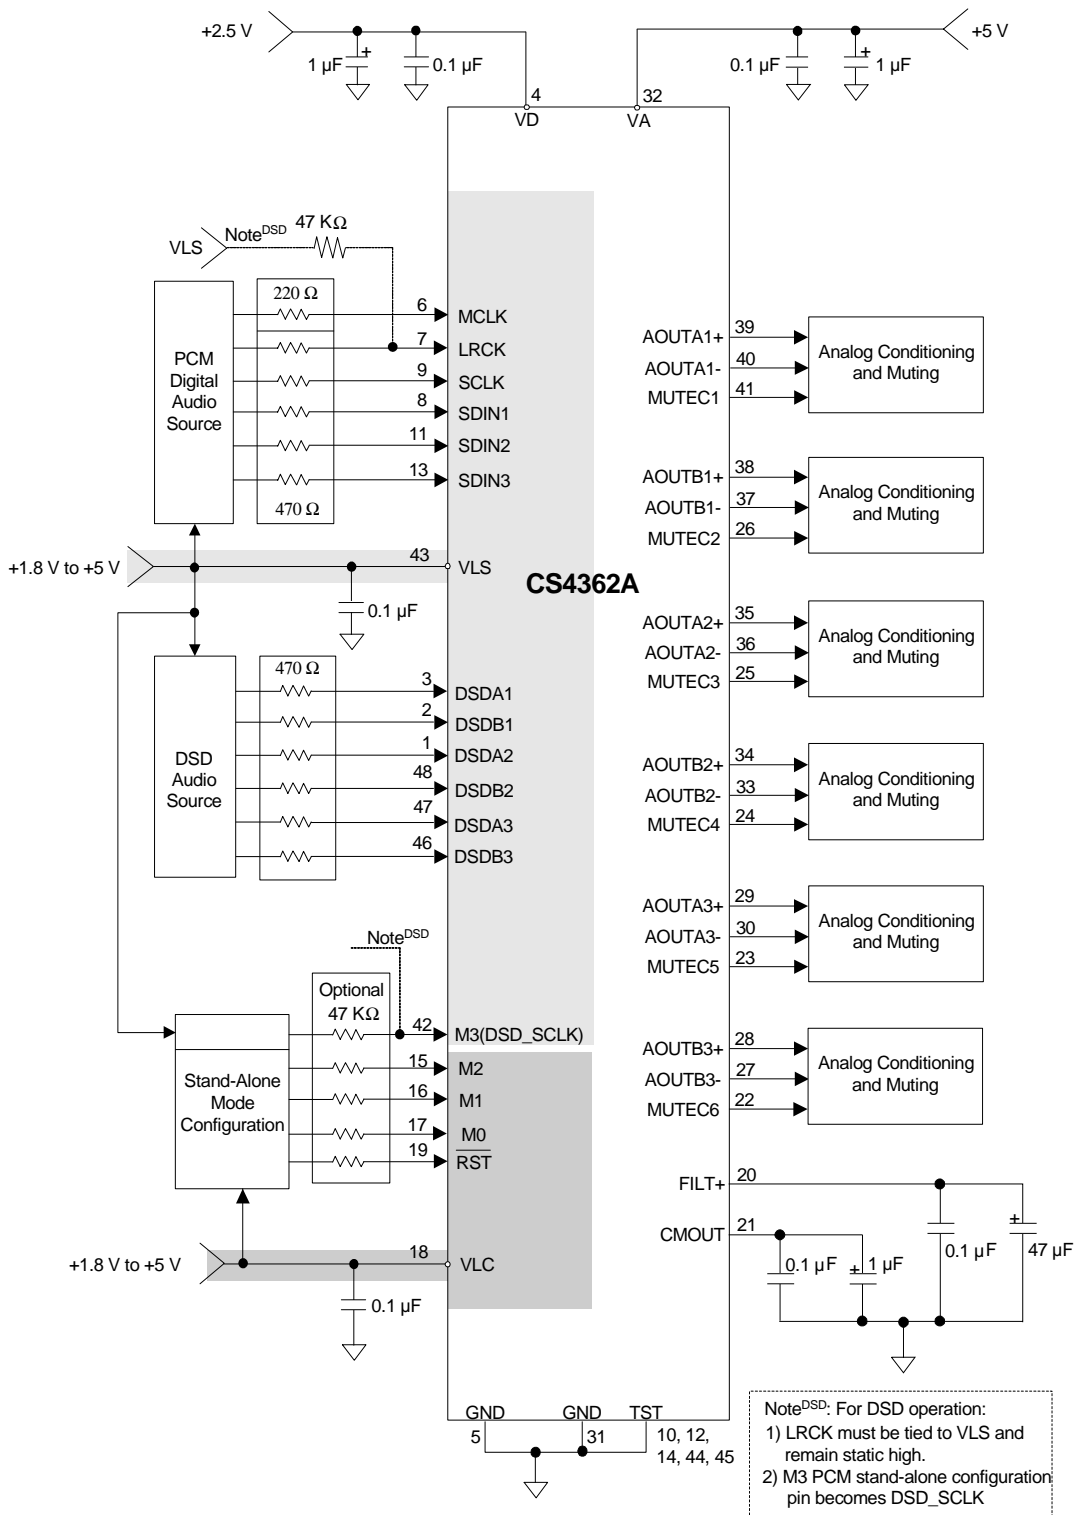 +2.5 V
+5 V
1 µF
+
0.1 µF
0.1 µF
+
1 µF
4
32
VD
VA
VLS
Note^DSD
47 KΩ
220 Ω
PCM
Digital
Audio
Source
470 Ω
6
MCLK
7
LRCK
9
SCLK
8
SDIN1
11
SDIN2
13
SDIN3
+1.8 V to +5 V
43
VLS
0.1 µF
CS4362A
470 Ω
DSD
Audio
Source
3
DSDA1
2
DSDB1
1
DSDA2
48
DSDB2
47
DSDA3
46
DSDB3
Note^DSD
Optional
47 KΩ
Stand-Alone
Mode
Configuration
42
M3(DSD_SCLK)
15
M2
16
M1
17
M0
19
RST
+1.8 V to +5 V
18
VLC
0.1 µF
AOUTA1+
39
AOUTA1-
40
MUTEC1
41
Analog Conditioning
and Muting
AOUTB1+
38
AOUTB1-
37
MUTEC2
26
Analog Conditioning
and Muting
AOUTA2+
35
AOUTA2-
36
MUTEC3
25
Analog Conditioning
and Muting
AOUTB2+
34
AOUTB2-
33
MUTEC4
24
Analog Conditioning
and Muting
AOUTA3+
29
AOUTA3-
30
MUTEC5
23
Analog Conditioning
and Muting
AOUTB3+
28
AOUTB3-
27
MUTEC6
22
Analog Conditioning
and Muting
FILT+
20
CMOUT
21
0.1 µF
+
1 µF
0.1 µF
+
47 µF
GND
5
GND
31
TST
10, 12,
14, 44, 45
Note^DSD: For DSD operation:
1) LRCK must be tied to VLS and
remain static high.
2) M3 PCM stand-alone configuration
pin becomes DSD_SCLK